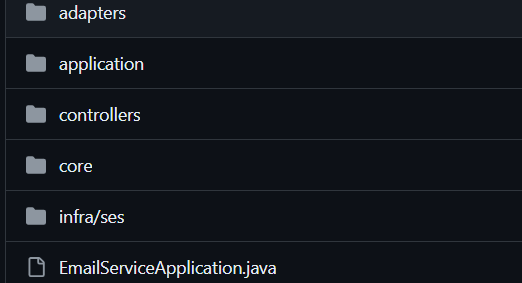 adapters
application
controllers
core
infra/ses
EmailServiceApplication.java